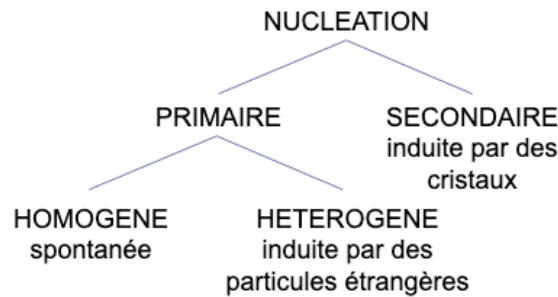 NUCLEATION
PRIMAIRE
SECONDAIRE
induite par des
cristaux
HOMOGENE
spontanée
HETEROGENE
induite par des
particules étrangères